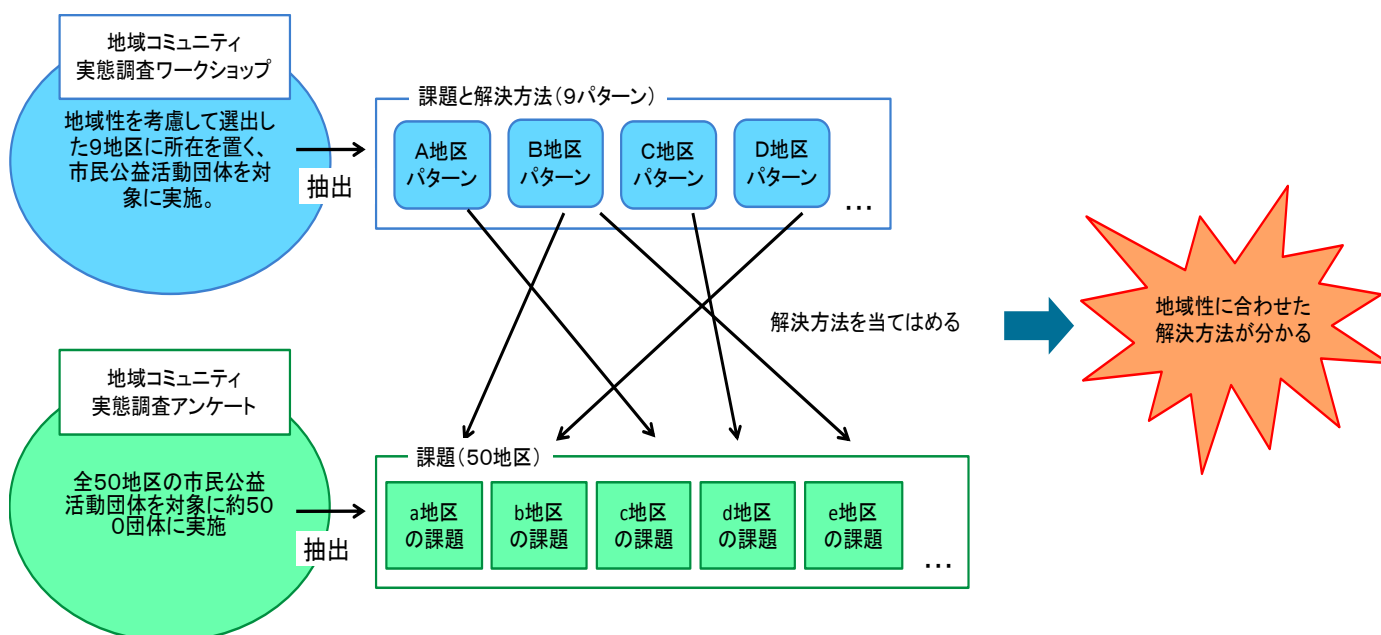 地域コミュニティ
実態調査ワークショップ
地域性を考慮して選出し
た9地区に所在を置く、
市民公益活動団体を対
象に実施。
抽出
課題と解決方法(9パターン)
A地区
パターン
B地区
パターン
C地区
パターン
D地区
パターン
…
解決方法を当てはめる
地域性に合わせた
解決方法が分かる
地域コミュニティ
実態調査アンケート
全50地区の市民公益
活動団体を対象に約50
0団体に実施
抽出
課題(50地区)
a地区
の課題
b地区
の課題
c地区
の課題
d地区
の課題
e地区
の課題
…